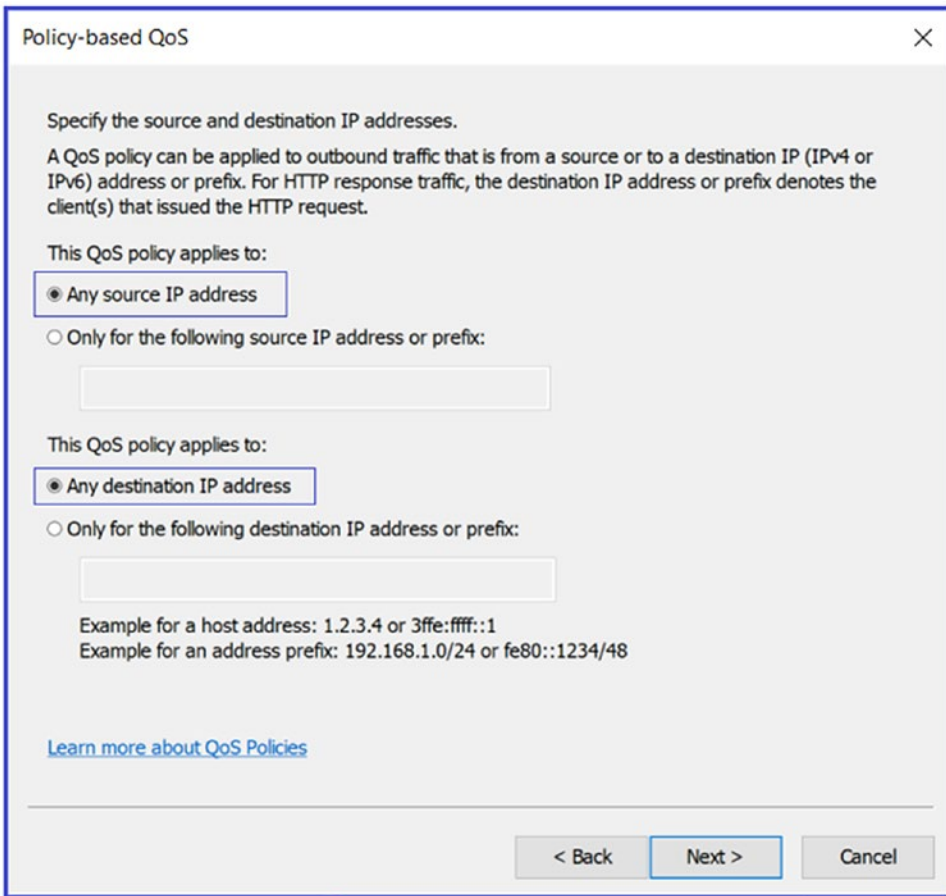 Policy-based QoS
Specify the source and destination IP addresses.
A QoS policy can be applied to outbound traffic that is from a source or to a destination IP (IPv4 or
IPv6) address or prefix. For HTTP response traffic, the destination IP address or prefix denotes the
client(s) that issued the HTTP request.
This QoS policy applies to:
Any source IP address
Only for the following source IP address or prefix:
This QoS policy applies to:
Any destination IP address
Only for the following destination IP address or prefix:
Example for a host address: 1.2.3.4 or 3ffe:ffff::1
Example for an address prefix: 192.168.1.0/24 or fe80::1234/48
Learn more about QoS Policies
< Back Next > Cancel